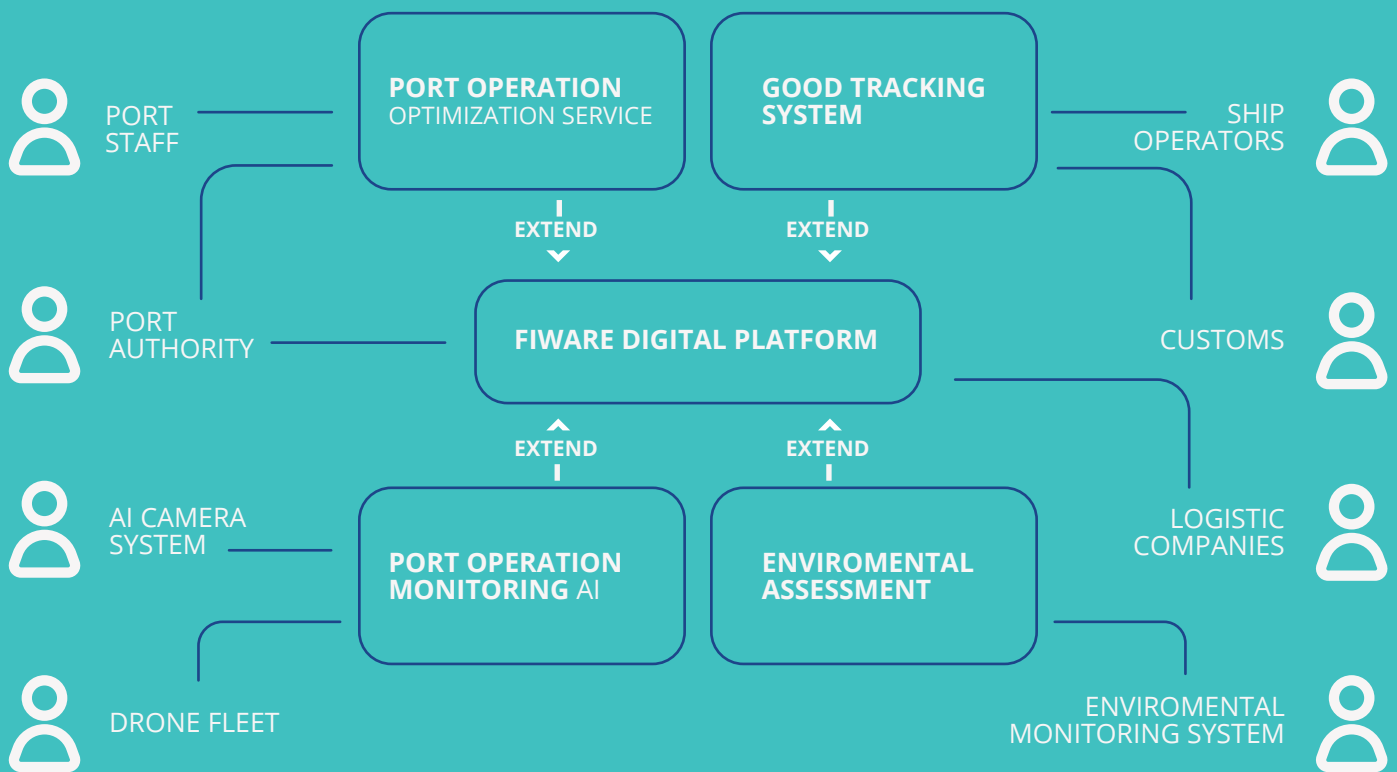 PORT
STAFF
PORT OPERATION
OPTIMIZATION SERVICE
GOOD TRACKING
SYSTEM
SHIP
OPERATORS
EXTEND
EXTEND
PORT
AUTHORITY
FIWARE DIGITAL PLATFORM
CUSTOMS
EXTEND
EXTEND
AI CAMERA
SYSTEM
PORT OPERATION
MONITORING AI
ENVIROMENTAL
ASSESSMENT
LOGISTIC
COMPANIES
DRONE FLEET
ENVIROMENTAL
MONITORING SYSTEM